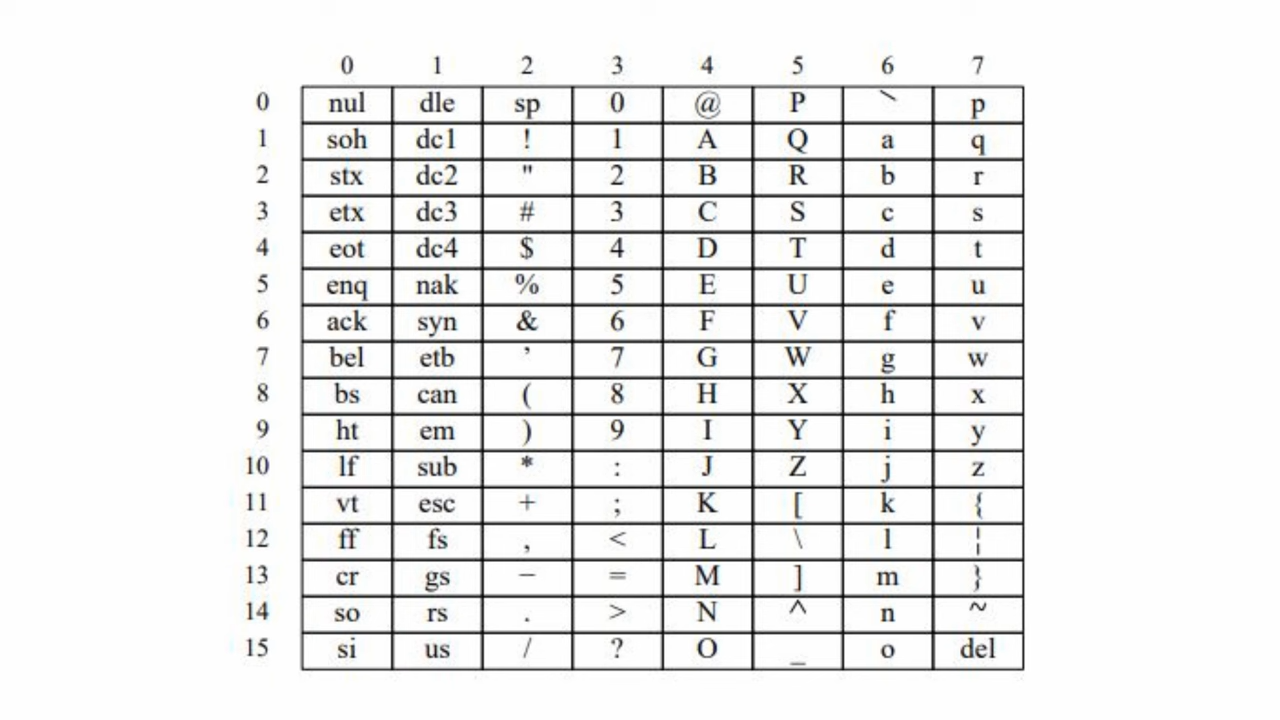 0 1 2 3 4 5 6 7
0 nul dle sp 0 @ P ` p
1 soh dc1 ! 1 A Q a q
2 stx dc2 " 2 B R b r
3 etx dc3 # 3 C S c s
4 eot dc4 $ 4 D T d t
5 enq nak % 5 E U e u
6 ack syn & 6 F V f v
7 bel etb ’ 7 G W g w
8 bs can ( 8 H X h x
9 ht em ) 9 I Y i y
10 lf sub * : J Z j z
11 vt esc + ; K [ k {
12 ff fs , < L \ l ¦
13 cr gs − = M ] m }
14 so rs . > N ^ n ~
15 si us / ? O _ o del